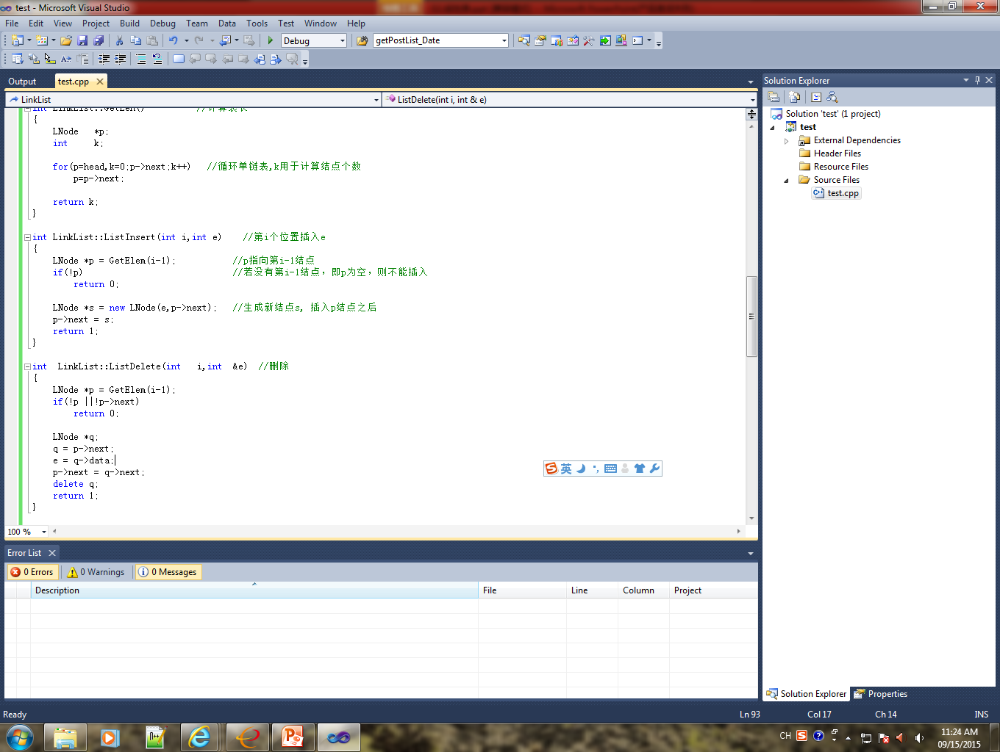 test - Microsoft Visual Studio
File Edit View Project Build Debug Team Data Tools Test Window Help
Debug getPostList_Date
Output test.cpp
LinkList ListDelete(int i, int & e)
int LinkList::GetLen() //计算表长
{
LNode *p;
int k;
for(p=head,k=0;p->next;k++) //循环单链表,k用于计算结点个数
p=p->next;
return k;
}
int LinkList::ListInsert(int i,int e) //第i个位置插入e
{
LNode *p = GetElem(i-1); //p指向第i-1结点
if(!p) //若没有第i-1结点，即p为空，则不能插入
return 0;
LNode *s = new LNode(e,p->next); //生成新结点s, 插入p结点之后
p->next = s;
return 1;
}
int LinkList::ListDelete(int i,int &e) //删除
{
LNode *p = GetElem(i-1);
if(!p ||!p->next)
return 0;
LNode *q;
q = p->next;
e = q->data;
p->next = q->next;
delete q;
return 1;
}
100 %
英
Solution Explorer
Solution 'test' (1 project)
test
External Dependencies
Header Files
Resource Files
Source Files
test.cpp
Error List
0 Errors 0 Warnings 0 Messages
Description File Line Column Project
Solution Explorer Properties
Ready Ln 93 Col 17 Ch 14 INS
CH 11:24 AM
09/15/2015